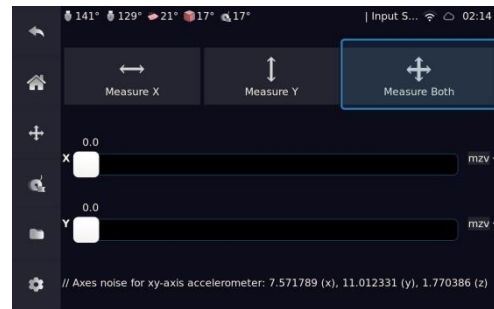 141° 129° 21° 17° 17° | Input S... 02:14
Measure X Measure Y Measure Both
0.0
X mzv
0.0
Y mzv
// Axes noise for xy-axis accelerometer: 7.571789 (x), 11.012331 (y), 1.770386 (z)